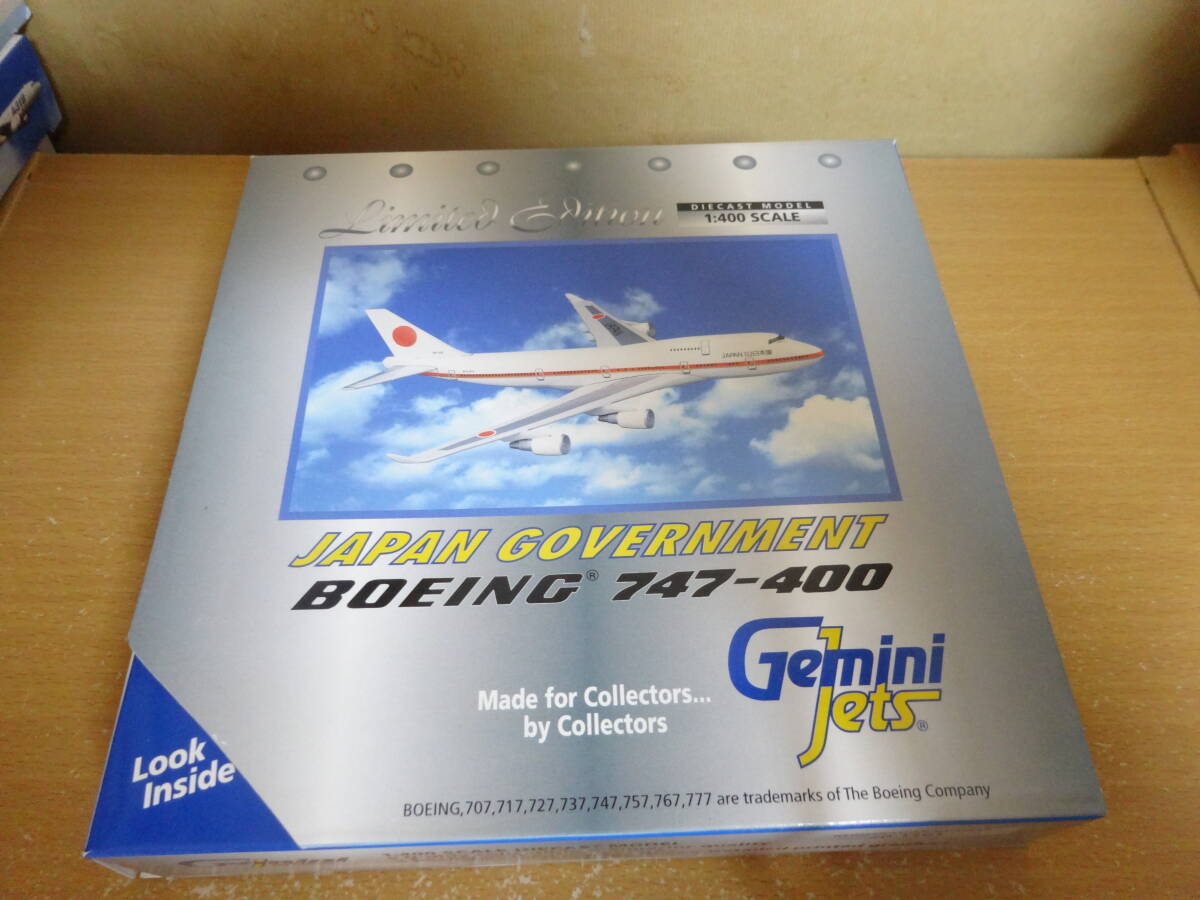 Limited Edition
DIECAST MODEL
1:400 SCALE
JAPAN GOVERNMENT
BOEING® 747-400
Gemini
Jets®
Made for Collectors...
by Collectors
Look
Inside
BOEING,707,717,727,737,747,757,767,777 are trademarks of The Boeing Company
Gemini